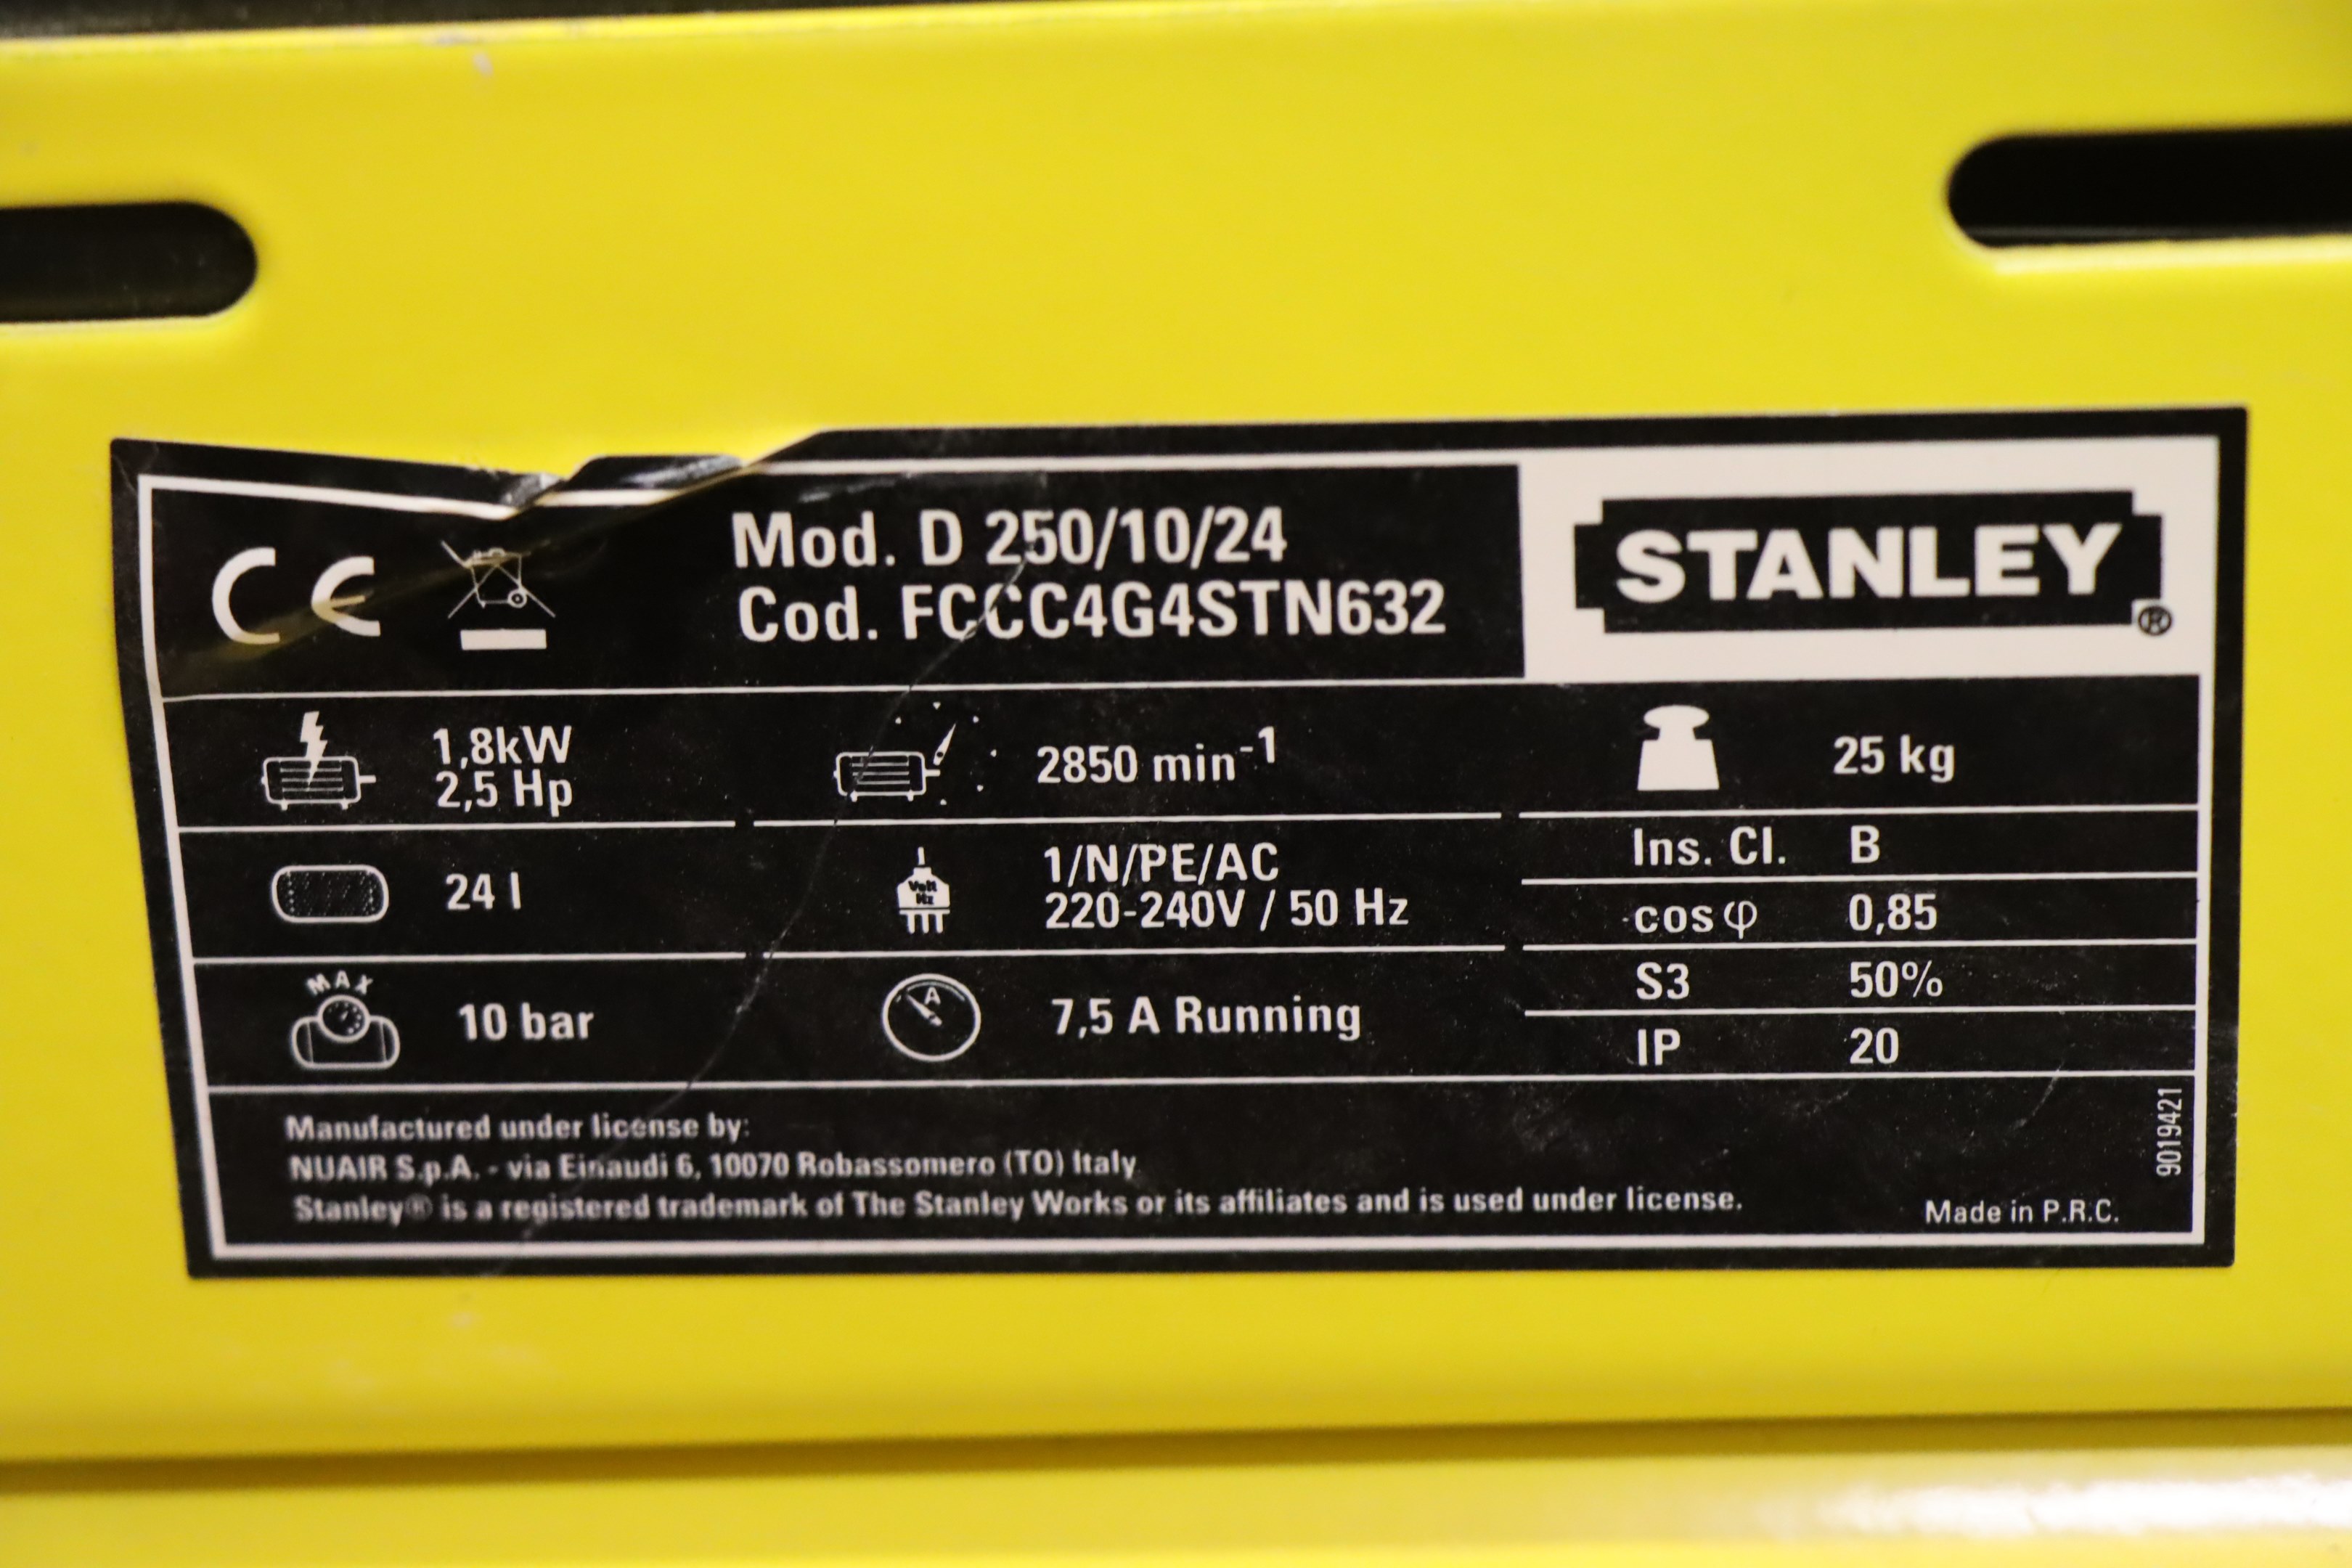 CE
Mod. D 250/10/24
Cod. FCCC4G4STN632
STANLEY®
1,8kW
2,5 Hp
2850 min⁻¹
25 kg
24 l
Volt
Hz
1/N/PE/AC
220-240V / 50 Hz
Ins. Cl. B
cos φ 0,85
MAX
10 bar
A
7,5 A Running
S3 50%
IP 20
Manufactured under license by:
NUAIR S.p.A. - via Einaudi 6, 10070 Robassomero (TO) Italy
Stanley® is a registered trademark of The Stanley Works or its affiliates and is used under license.
Made in P.R.C.
9019421